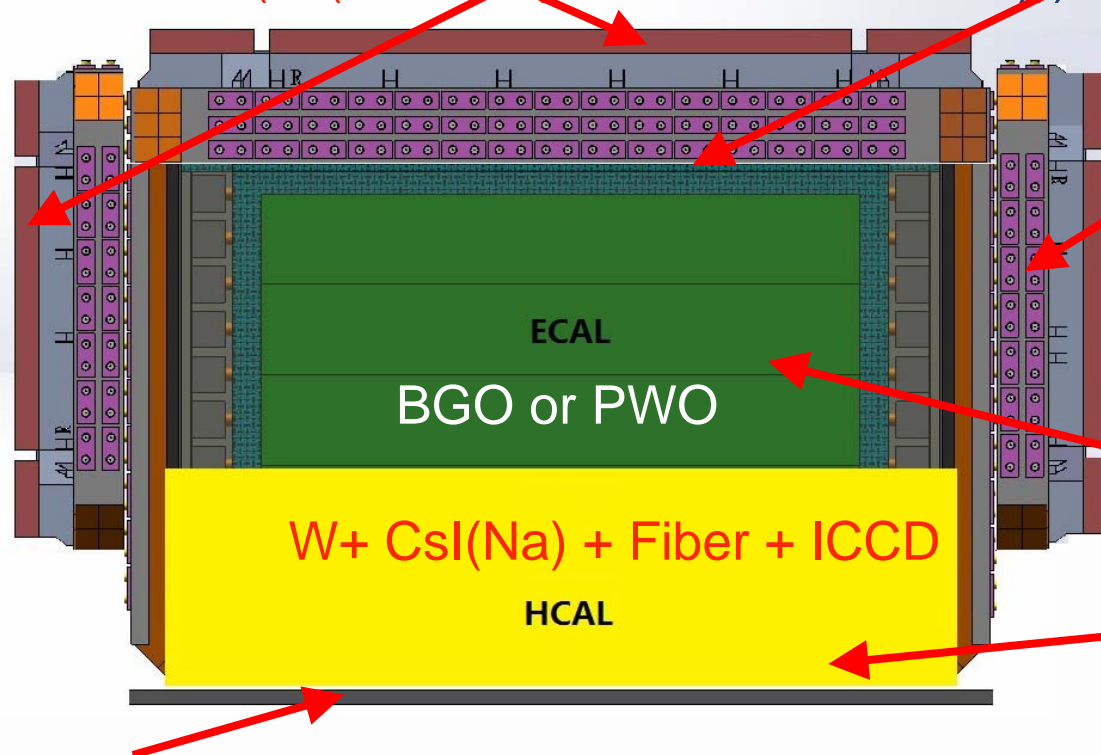 ECAL
BGO or PWO
W+ CsI(Na) + Fiber + ICCD
HCAL